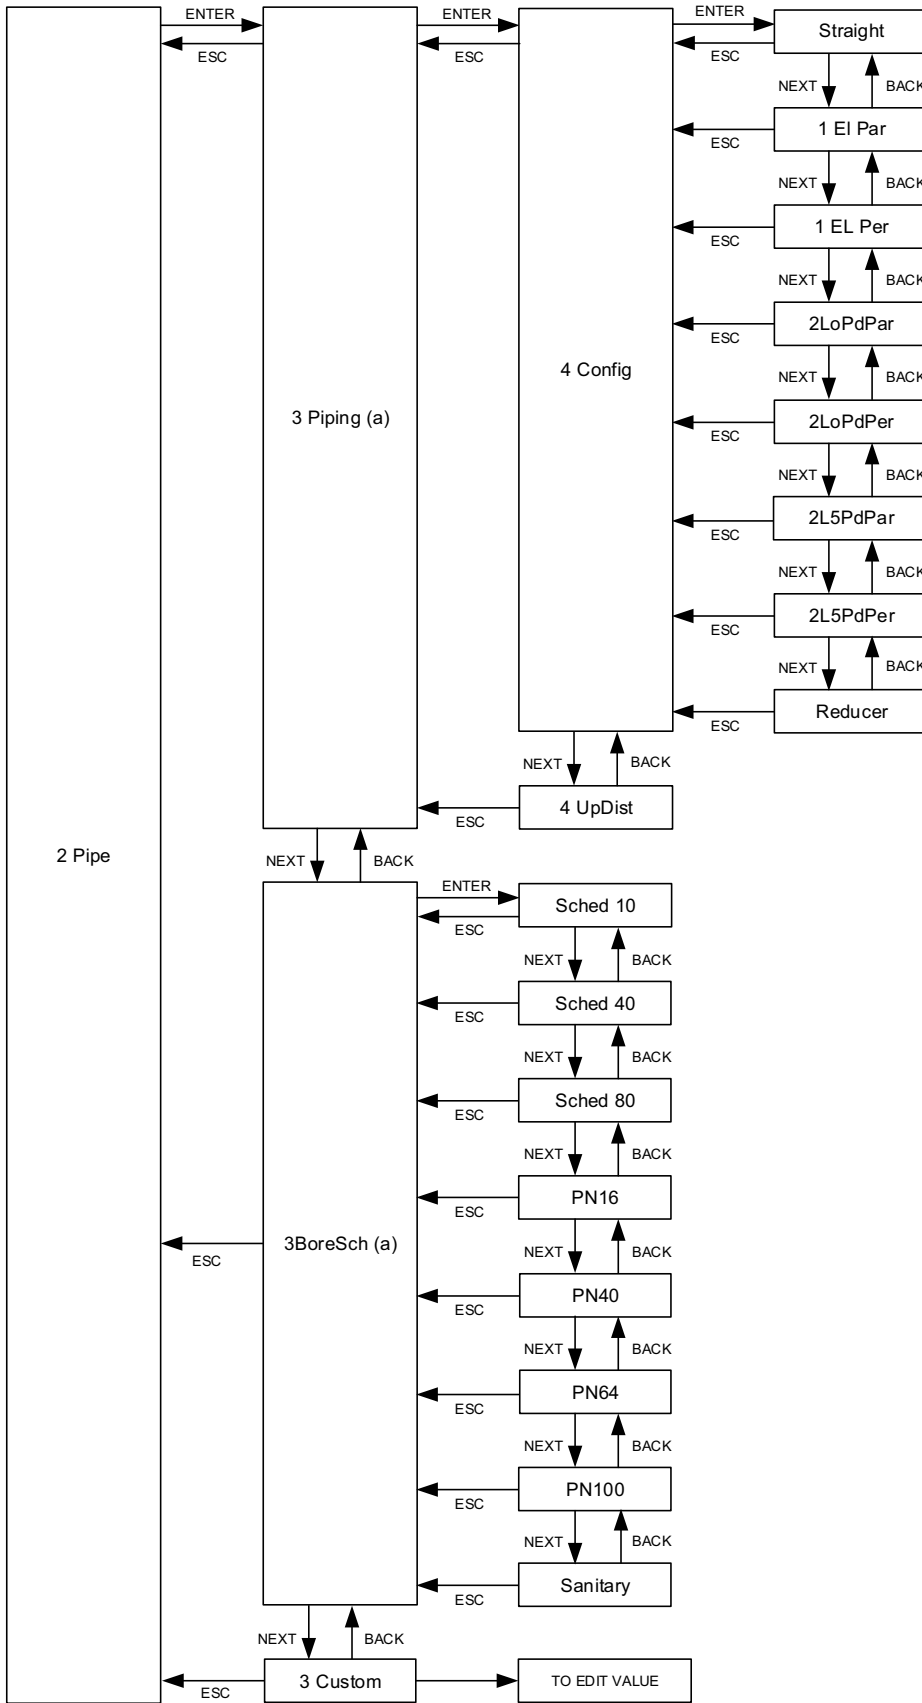 ENTER
ESC
ENTER
ESC
ENTER
ESC
Straight
NEXT
BACK
ESC
1 El Par
NEXT
BACK
ESC
1 EL Per
NEXT
BACK
ESC
2LoPdPar
NEXT
BACK
4 Config
ESC
2LoPdPer
3 Piping (a)
NEXT
BACK
ESC
2L5PdPar
NEXT
BACK
ESC
2L5PdPer
NEXT
BACK
ESC
Reducer
NEXT
BACK
ESC
4 UpDist
2 Pipe
NEXT
BACK
ENTER
ESC
Sched 10
NEXT
BACK
ESC
Sched 40
NEXT
BACK
ESC
Sched 80
NEXT
BACK
ESC
PN16
ESC
3BoreSch (a)
NEXT
BACK
ESC
PN40
NEXT
BACK
ESC
PN64
NEXT
BACK
ESC
PN100
NEXT
BACK
ESC
Sanitary
NEXT
BACK
ESC
3 Custom
TO EDIT VALUE